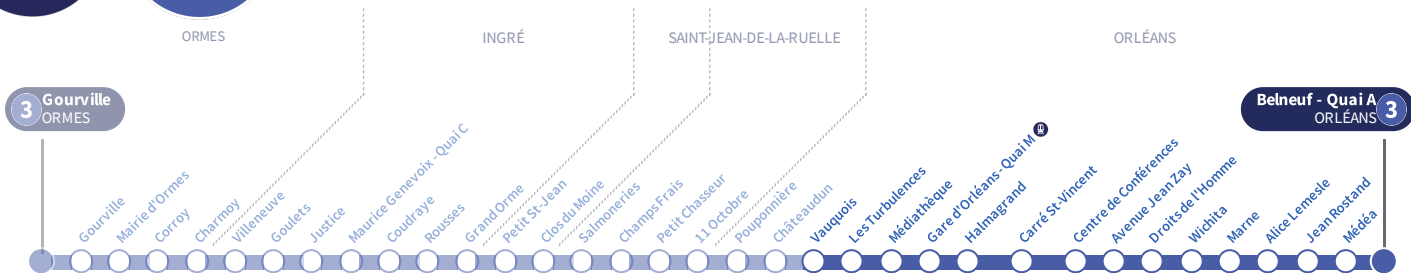 ORMES
INGRÉ
SAINT-JEAN-DE-LA-RUELLE
ORLÉANS
3 Gourville
ORMES
Belneuf - Quai A 3
ORLÉANS
Gourville
Mairie d'Ormes
Corroy
Charmoy
Villeneuve
Goulets
Justice
Maurice Genevoix - Quai C
Coudraye
Rousses
Grand Orme
Petit St-Jean
Clos du Moine
Salmoneries
Champs Frais
Petit Chasseur
11 Octobre
Pouponnière
Châteaudun
Vauquois
Les Turbulences
Médiathèque
Gare d'Orléans - Quai M
Halmagrand
Carré St-Vincent
Centre de Conférences
Avenue Jean Zay
Droits de l'Homme
Wichita
Marne
Alice Lemesle
Jean Rostand
Médéa